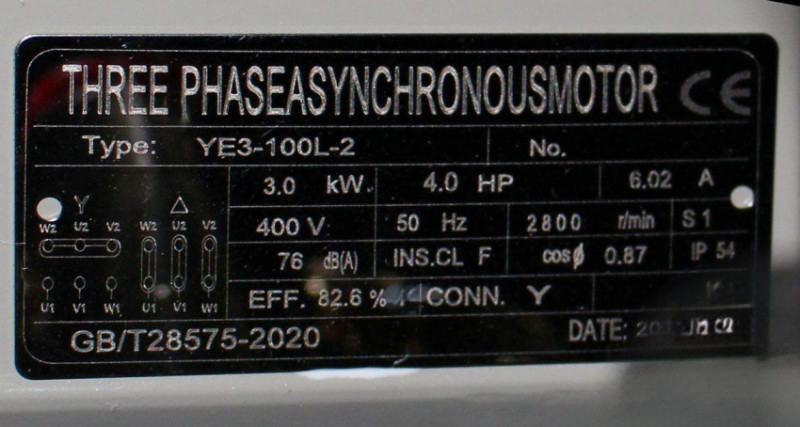 THREE PHASEASYNCHRONOUSMOTOR CE
Type: YE3-100L-2 No.
3.0 kW 4.0 HP 6.02 A
Y △
W2 U2 V2 W2 U2 V2
400 V 50 Hz 2800 r/min S1
76 dB(A) INS.CL F cosϕ 0.87 IP 54
U1 V1 W1 U1 V1 W1
EFF. 82.6 % CONN. Y
GB/T28575-2020 DATE: